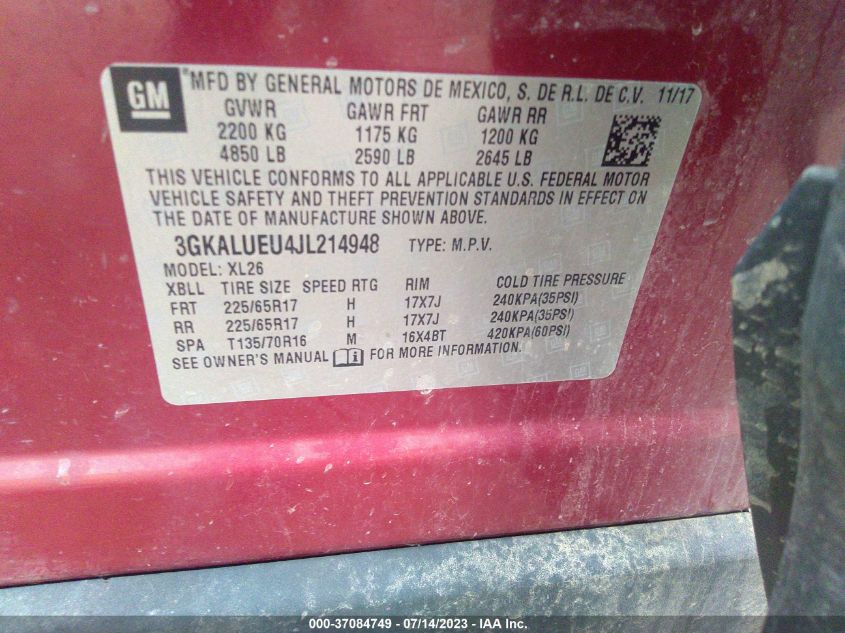 GM
®MFD BY GENERAL MOTORS DE MEXICO, S. DE R.L. DE C.V. 11/17
GVWR GAWR FRT GAWR RR
2200 KG 1175 KG 1200 KG
4850 LB 2590 LB 2645 LB
THIS VEHICLE CONFORMS TO ALL APPLICABLE U.S. FEDERAL MOTOR
VEHICLE SAFETY AND THEFT PREVENTION STANDARDS IN EFFECT ON
THE DATE OF MANUFACTURE SHOWN ABOVE.
3GKALUEU4JL214948 TYPE: M.P.V.
MODEL: XL26
XBLL TIRE SIZE SPEED RTG RIM COLD TIRE PRESSURE
FRT 225/65R17 H 17X7J 240KPA(35PSI)
RR 225/65R17 H 17X7J 240KPA(35PSI)
SPA T135/70R16 M 16X4BT 420KPA(60PSI)
SEE OWNER'S MANUAL FOR MORE INFORMATION.
000-37084749 - 07/14/2023 - IAA Inc.